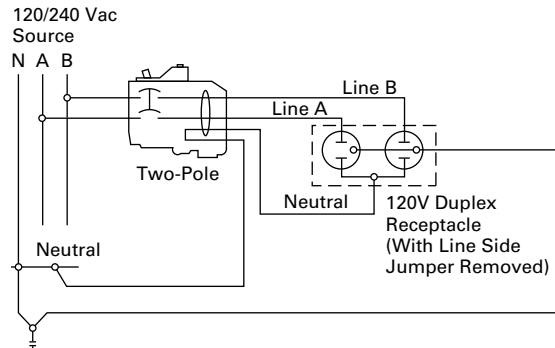 120/240 Vac
Source
N A B
Line B
Line A
Two-Pole
Neutral
120V Duplex
Receptacle
(With Line Side
Jumper Removed)
Neutral